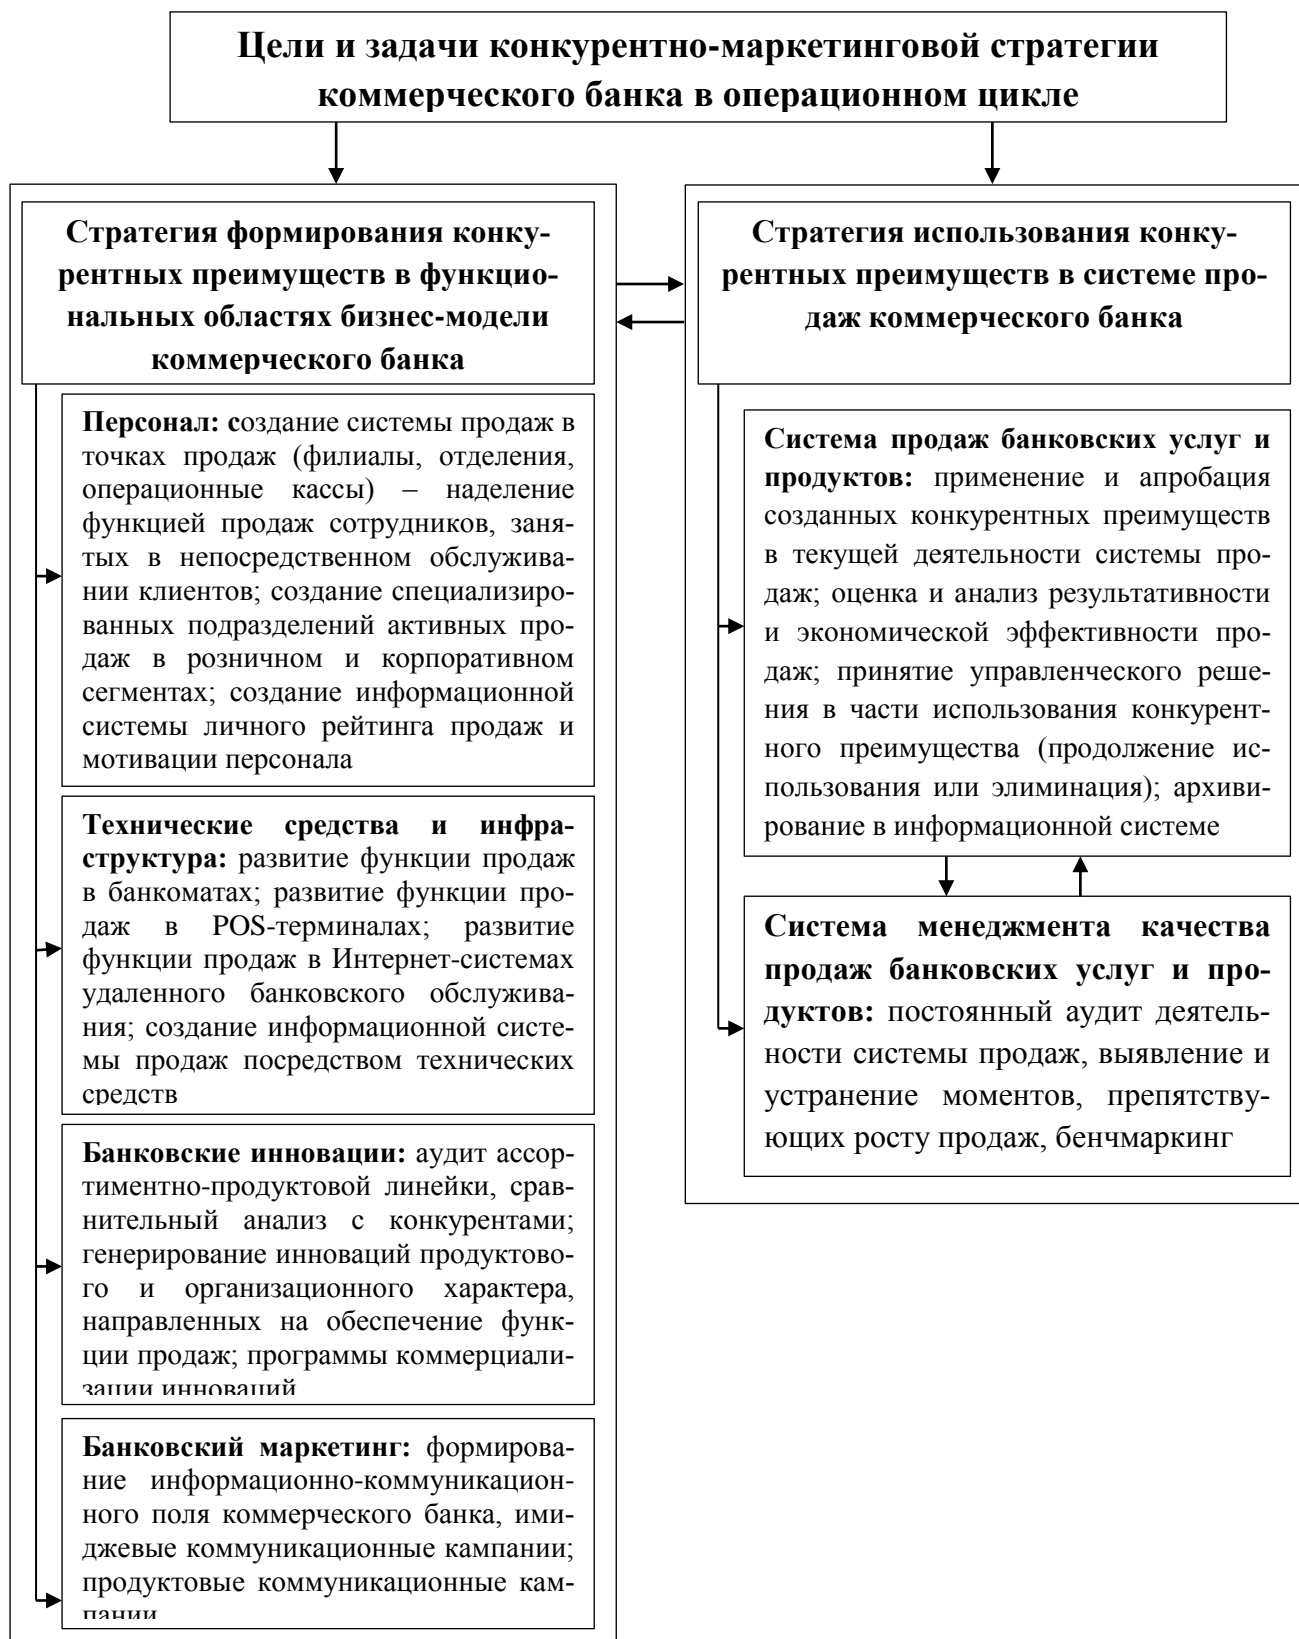 Цели и задачи конкурентно-маркетинговой стратегии
коммерческого банка в операционном цикле
Стратегия формирования конку-
рентных преимуществ в функцио-
нальных областях бизнес-модели
коммерческого банка
Персонал: создание системы продаж в
точках продаж (филиалы, отделения,
операционные кассы) – наделение
функцией продаж сотрудников, заня-
тых в непосредственном обслужива-
нии клиентов; создание специализиро-
ванных подразделений активных про-
даж в розничном и корпоративном
сегментах; создание информационной
системы личного рейтинга продаж и
мотивации персонала
Технические средства и инфра-
структура: развитие функции продаж
в банкоматах; развитие функции про-
даж в POS-терминалах; развитие
функции продаж в Интернет-системах
удаленного банковского обслужива-
ния; создание информационной систе-
мы продаж посредством технических
средств
Банковские инновации: аудит ассор-
тиментно-продуктовой линейки, срав-
нительный анализ с конкурентами;
генерирование инноваций продуктово-
го и организационного характера,
направленных на обеспечение функ-
ции продаж; программы коммерциали-
зации инноваций
Банковский маркетинг: формирова-
ние информационно-коммуникацион-
ного поля коммерческого банка, ими-
джевые коммуникационные кампании;
продуктовые коммуникационные кам-
пании
Стратегия использования конку-
рентных преимуществ в системе про-
даж коммерческого банка
Система продаж банковских услуг и
продуктов: применение и апробация
созданных конкурентных преимуществ
в текущей деятельности системы про-
даж; оценка и анализ результативности
и экономической эффективности про-
даж; принятие управленческого реше-
ния в части использования конкурент-
ного преимущества (продолжение ис-
пользования или элиминация); архиви-
рование в информационной системе
Система менеджмента качества
продаж банковских услуг и про-
дуктов: постоянный аудит деятель-
ности системы продаж, выявление и
устранение моментов, препятству-
ющих росту продаж, бенчмаркинг